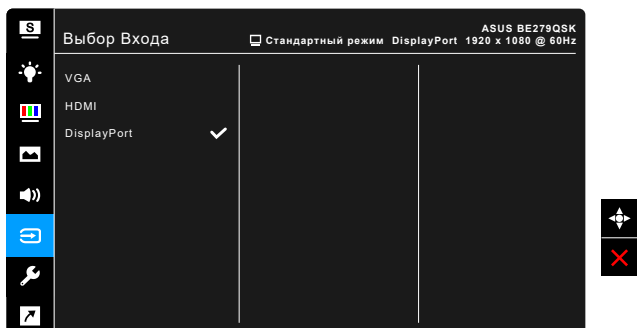 S
ASUS BE279QSK
Выбор Входа
Стандартный режим DisplayPort 1920 x 1080 @ 60Hz
VGA
HDMI
DisplayPort